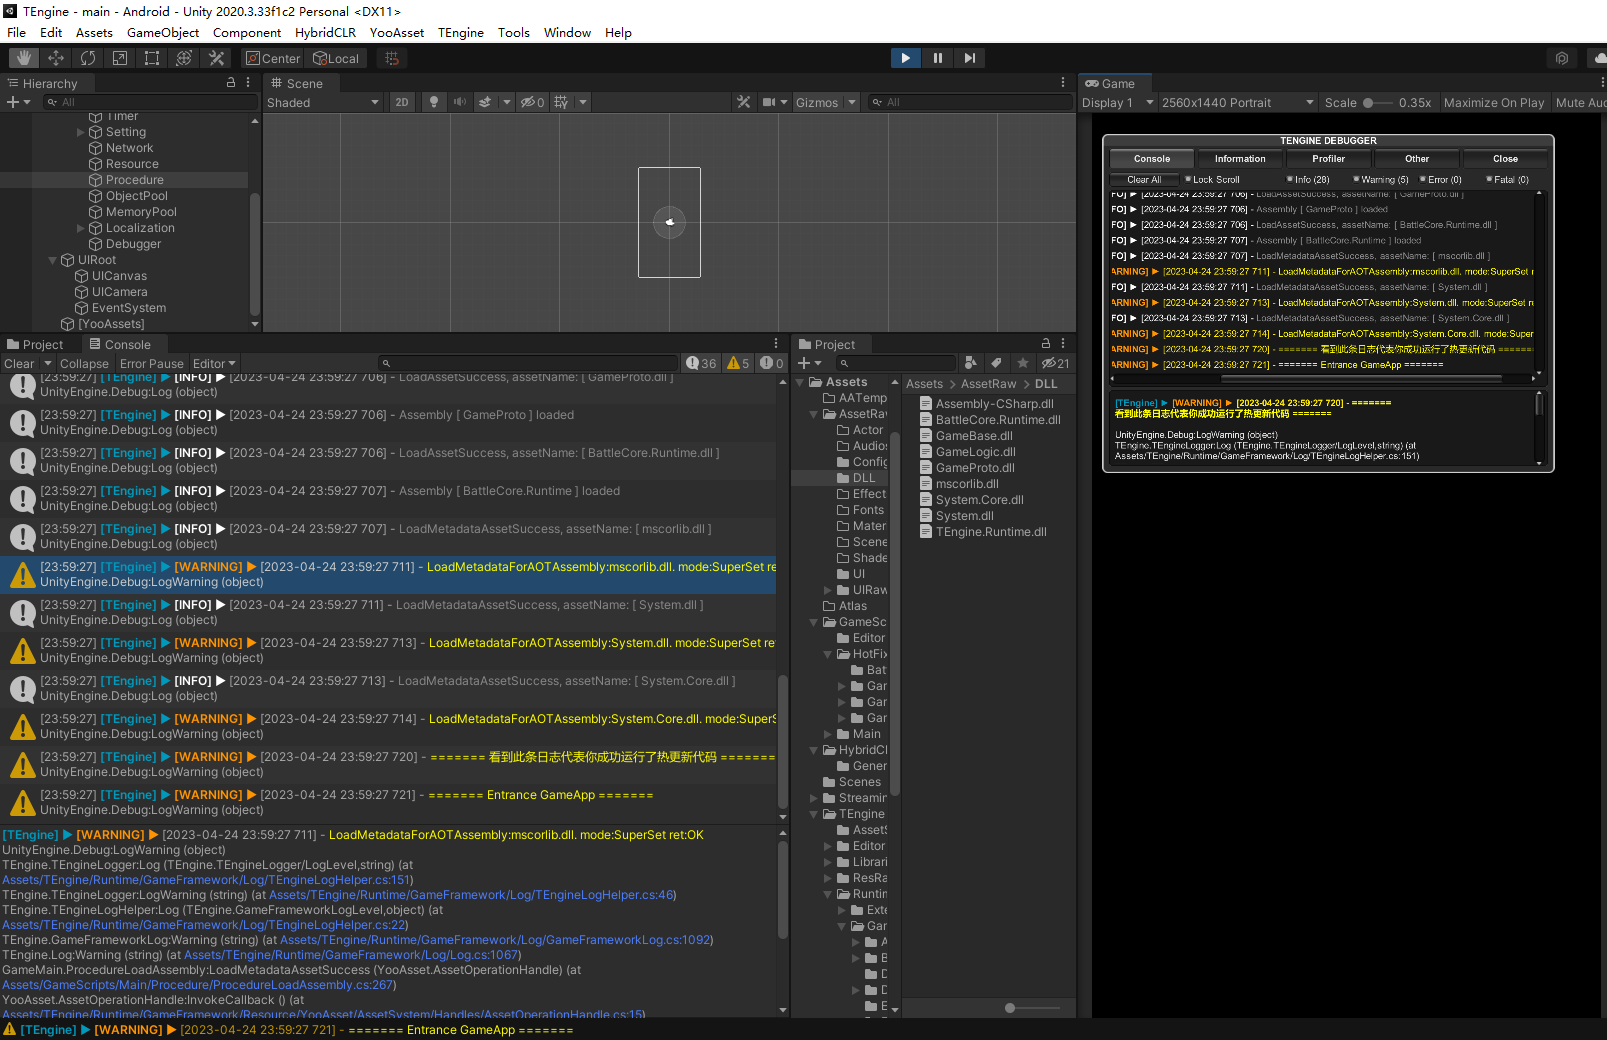 TEngine - main - Android - Unity 2020.3.33f1c2 Personal <DX11>
File Edit Assets GameObject Component HybridCLR YooAsset TEngine Tools Window Help
Center Local
Hierarchy
All
Timer
Setting
Network
Resource
Procedure
ObjectPool
MemoryPool
Localization
Debugger
UIRoot
UICanvas
UICamera
EventSystem
[YooAssets]
Scene
Shaded 2D 0 Gizmos All
Game
Display 1 2560x1440 Portrait Scale 0.35x Maximize On Play Mute Auc
TENGINE DEBUGGER
Console Information Profiler Other Close
Clear All Lock Scroll Info (28) Warning (5) Error (0) Fatal (0)
FO] ▶ [2023-04-24 23:59:27 706] - LoadAssetSuccess, assetName: [ GameProto.dll ]
FO] ▶ [2023-04-24 23:59:27 706] - Assembly [ GameProto ] loaded
FO] ▶ [2023-04-24 23:59:27 706] - LoadAssetSuccess, assetName: [ BattleCore.Runtime.dll ]
FO] ▶ [2023-04-24 23:59:27 707] - Assembly [ BattleCore.Runtime ] loaded
FO] ▶ [2023-04-24 23:59:27 707] - LoadMetadataAssetSuccess, assetName: [ mscorlib.dll ]
ARNING] ▶ [2023-04-24 23:59:27 711] - LoadMetadataForAOTAssembly:mscorlib.dll. mode:SuperSet r
FO] ▶ [2023-04-24 23:59:27 711] - LoadMetadataAssetSuccess, assetName: [ System.dll ]
ARNING] ▶ [2023-04-24 23:59:27 713] - LoadMetadataForAOTAssembly:System.dll. mode:SuperSet ret
FO] ▶ [2023-04-24 23:59:27 713] - LoadMetadataAssetSuccess, assetName: [ System.Core.dll ]
ARNING] ▶ [2023-04-24 23:59:27 714] - LoadMetadataForAOTAssembly:System.Core.dll. mode:Super
ARNING] ▶ [2023-04-24 23:59:27 720] - ======= 看到此条日志代表你成功运行了热更新代码 =======
ARNING] ▶ [2023-04-24 23:59:27 721] - ======= Entrance GameApp =======
[TEngine] ▶ [WARNING] ▶ [2023-04-24 23:59:27 720] - =======
看到此条日志代表你成功运行了热更新代码 =======
UnityEngine.Debug:LogWarning (object)
TEngine.TEngineLogger:Log (TEngine.TEngineLogger/LogLevel,string) (at
Assets/TEngine/Runtime/GameFramework/Log/TEngineLogHelper.cs:151)
Project Console
Clear Collapse Error Pause Editor 36 5 0
[23:59:27] [TEngine] ▶ [INFO] ▶ [2023-04-24 23:59:27 706] - LoadAssetSuccess, assetName: [ GameProto.dll ]
UnityEngine.Debug:Log (object)
[23:59:27] [TEngine] ▶ [INFO] ▶ [2023-04-24 23:59:27 706] - Assembly [ GameProto ] loaded
UnityEngine.Debug:Log (object)
[23:59:27] [TEngine] ▶ [INFO] ▶ [2023-04-24 23:59:27 706] - LoadAssetSuccess, assetName: [ BattleCore.Runtime.dll ]
UnityEngine.Debug:Log (object)
[23:59:27] [TEngine] ▶ [INFO] ▶ [2023-04-24 23:59:27 707] - Assembly [ BattleCore.Runtime ] loaded
UnityEngine.Debug:Log (object)
[23:59:27] [TEngine] ▶ [INFO] ▶ [2023-04-24 23:59:27 707] - LoadMetadataAssetSuccess, assetName: [ mscorlib.dll ]
UnityEngine.Debug:Log (object)
[23:59:27] [TEngine] ▶ [WARNING] ▶ [2023-04-24 23:59:27 711] - LoadMetadataForAOTAssembly:mscorlib.dll. mode:SuperSet re
UnityEngine.Debug:LogWarning (object)
[23:59:27] [TEngine] ▶ [INFO] ▶ [2023-04-24 23:59:27 711] - LoadMetadataAssetSuccess, assetName: [ System.dll ]
UnityEngine.Debug:Log (object)
[23:59:27] [TEngine] ▶ [WARNING] ▶ [2023-04-24 23:59:27 713] - LoadMetadataForAOTAssembly:System.dll. mode:SuperSet ret
UnityEngine.Debug:LogWarning (object)
[23:59:27] [TEngine] ▶ [INFO] ▶ [2023-04-24 23:59:27 713] - LoadMetadataAssetSuccess, assetName: [ System.Core.dll ]
UnityEngine.Debug:Log (object)
[23:59:27] [TEngine] ▶ [WARNING] ▶ [2023-04-24 23:59:27 714] - LoadMetadataForAOTAssembly:System.Core.dll. mode:SuperS
UnityEngine.Debug:LogWarning (object)
[23:59:27] [TEngine] ▶ [WARNING] ▶ [2023-04-24 23:59:27 720] - ======= 看到此条日志代表你成功运行了热更新代码 =======
UnityEngine.Debug:LogWarning (object)
[23:59:27] [TEngine] ▶ [WARNING] ▶ [2023-04-24 23:59:27 721] - ======= Entrance GameApp =======
UnityEngine.Debug:LogWarning (object)
[TEngine] ▶ [WARNING] ▶ [2023-04-24 23:59:27 711] - LoadMetadataForAOTAssembly:mscorlib.dll. mode:SuperSet ret:OK
UnityEngine.Debug:LogWarning (object)
TEngine.TEngineLogger:Log (TEngine.TEngineLogger/LogLevel,string) (at
Assets/TEngine/Runtime/GameFramework/Log/TEngineLogHelper.cs:151)
TEngine.TEngineLogger:LogWarning (string) (at Assets/TEngine/Runtime/GameFramework/Log/TEngineLogHelper.cs:46)
TEngine.TEngineLogHelper:Log (TEngine.GameFrameworkLogLevel,object) (at
Assets/TEngine/Runtime/GameFramework/Log/TEngineLogHelper.cs:22)
TEngine.GameFrameworkLog:Warning (string) (at Assets/TEngine/Runtime/GameFramework/Log/GameFrameworkLog.cs:1092)
TEngine.Log:Warning (string) (at Assets/TEngine/Runtime/GameFramework/Log/Log.cs:1067)
GameMain.ProcedureLoadAssembly:LoadMetadataAssetSuccess (YooAsset.AssetOperationHandle) (at
Assets/GameScripts/Main/Procedure/ProcedureLoadAssembly.cs:267)
YooAsset.AssetOperationHandle:InvokeCallback () (at
Assets/TEngine/Runtime/GameFramework/Resource/YooAsset/AssetSystem/Handles/AssetOperationHandle.cs:15)
Project
21
Assets
AATemp
AssetRaw
Actor
Audios
Config
DLL
Effect
Fonts
Mater
Scene
Shade
UI
UIRaw
Atlas
GameSc
Editor
HotFix
Bat
Gar
Gar
Gar
Main
HybridCl
Gener
Scenes
Streamin
TEngine
AssetS
Editor
Librari
ResRa
Runtin
Exte
Gar
A
B
D
D
E
Assets ▶ AssetRaw ▶ DLL
Assembly-CSharp.dll
BattleCore.Runtime.dll
GameBase.dll
GameLogic.dll
GameProto.dll
mscorlib.dll
System.Core.dll
System.dll
TEngine.Runtime.dll
[TEngine] ▶ [WARNING] ▶ [2023-04-24 23:59:27 721] - ======= Entrance GameApp =======